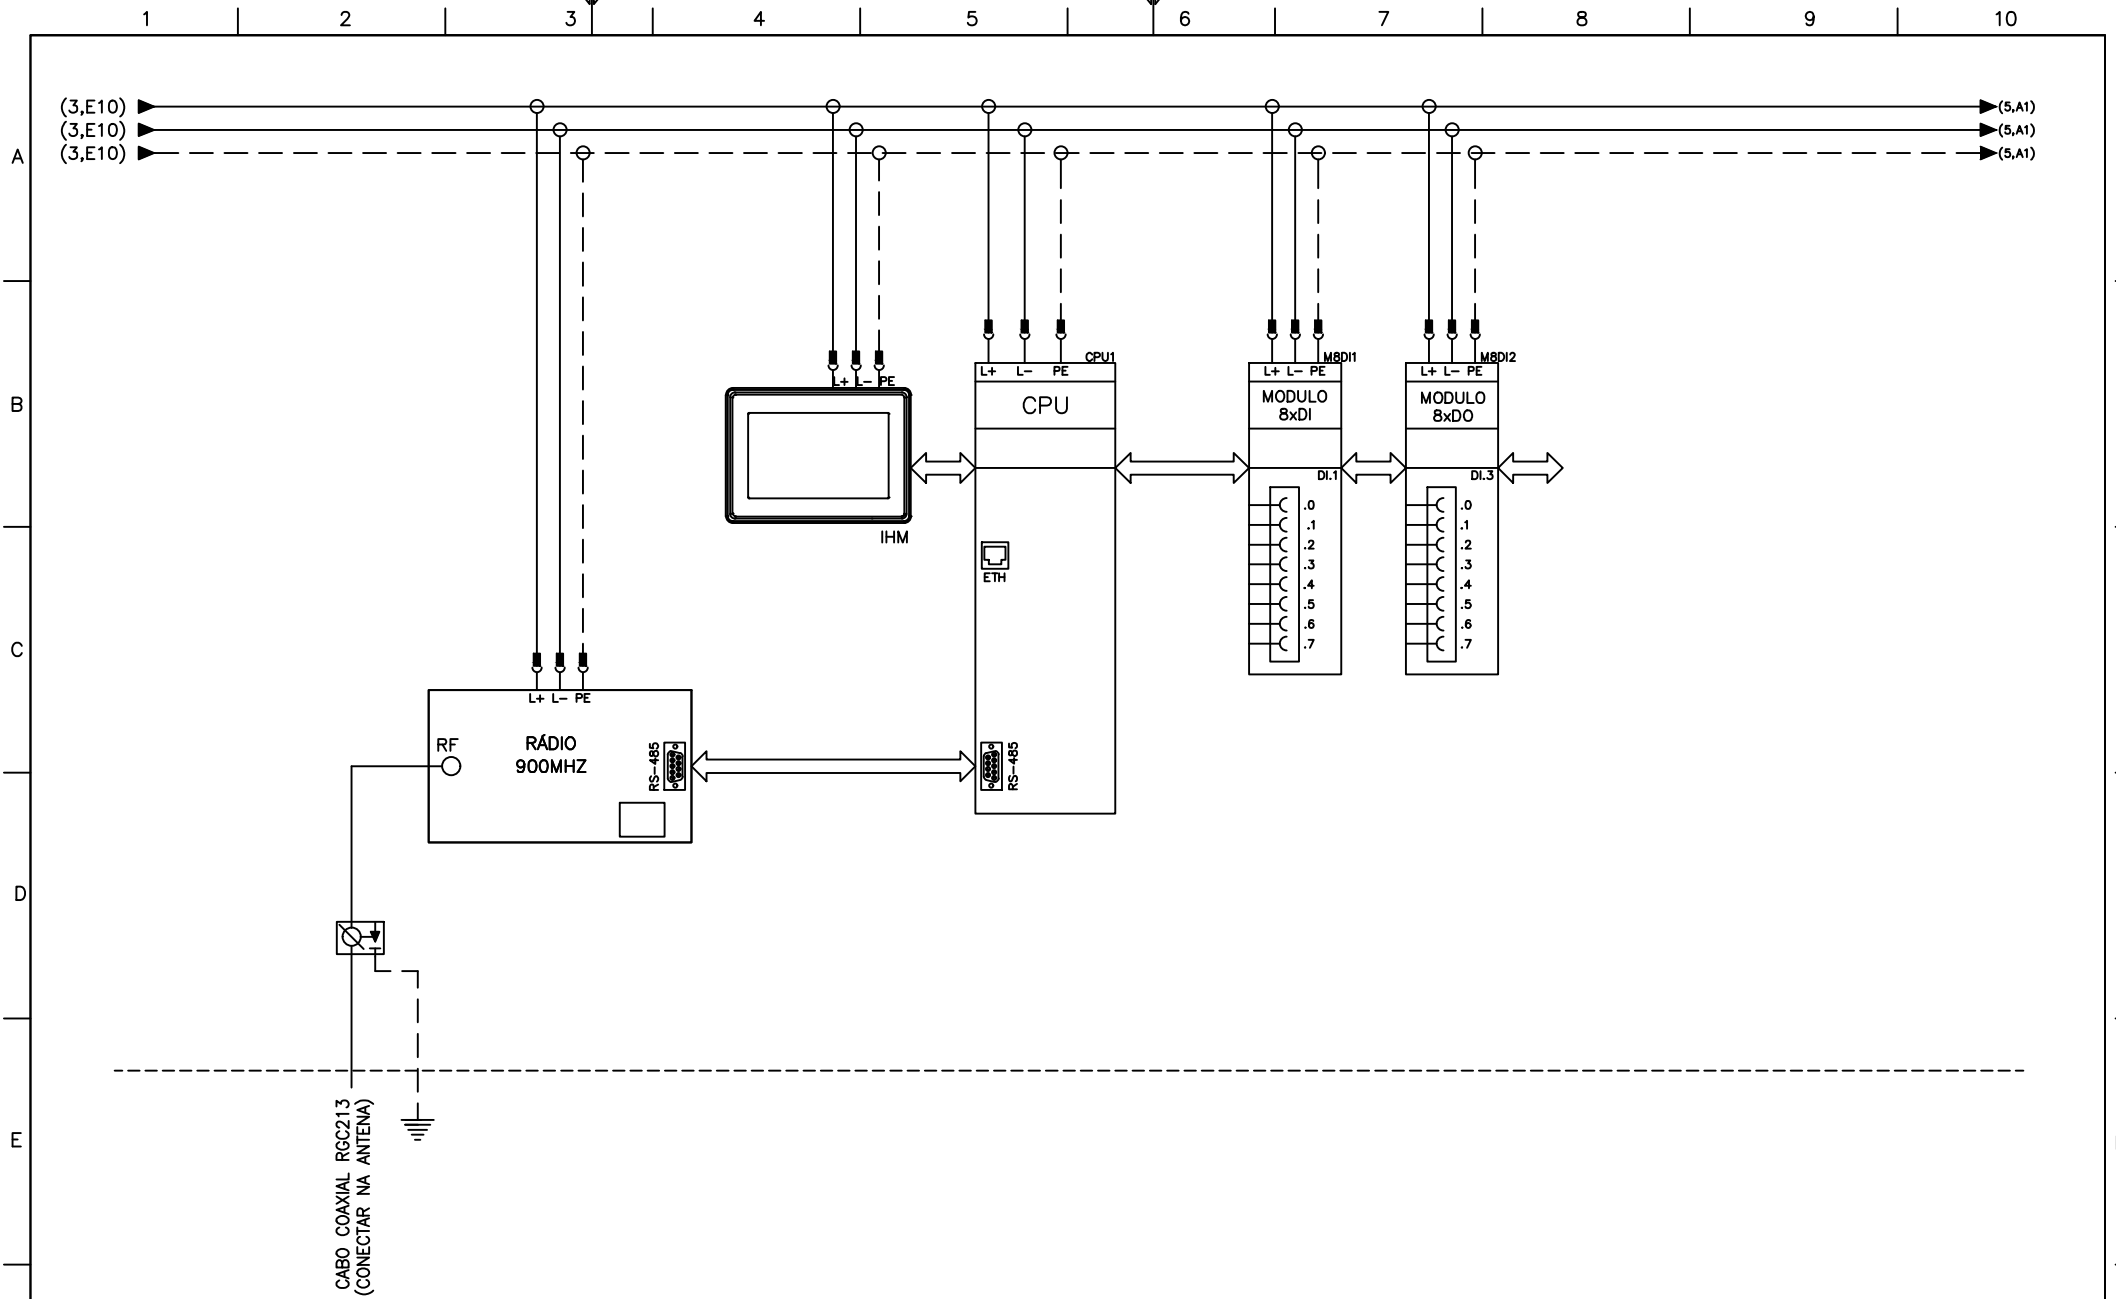 1 2 3 4 5 6 7 8 9 10
(3,E10) (5,A1)
(3,E10) (5,A1)
(3,E10) (5,A1)
A
B
C
D
E
L+ L- PE
IHM
CPU1
L+ L- PE
CPU
ETH
RS-485
M8DI1
L+ L- PE
MODULO
8xDI
DI.1
.0
.1
.2
.3
.4
.5
.6
.7
M8DI2
L+ L- PE
MODULO
8xDO
DI.3
.0
.1
.2
.3
.4
.5
.6
.7
L+ L- PE
RF
RÁDIO
900MHZ
RS-485
CABO COAXIAL RGC213
(CONECTAR NA ANTENA)